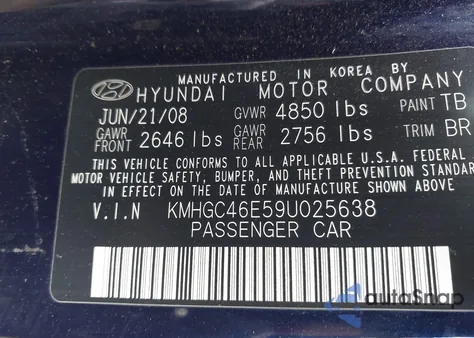 MANUFACTURED IN KOREA BY
HYUNDAI MOTOR COMPANY
JUN/21/08 GVWR 4850 lbs PAINT TB
GAWR FRONT 2646 lbs GAWR REAR 2756 lbs TRIM BR
THIS VEHICLE CONFORMS TO ALL APPLICABLE U.S.A. FEDERAL
MOTOR VEHICLE SAFETY, BUMPER, AND THEFT PREVENTION STANDARDS
IN EFFECT ON THE DATE OF MANUFACTURE SHOWN ABOVE.
V.I.N KMHGC46E59U025638
PASSENGER CAR
autoSnap